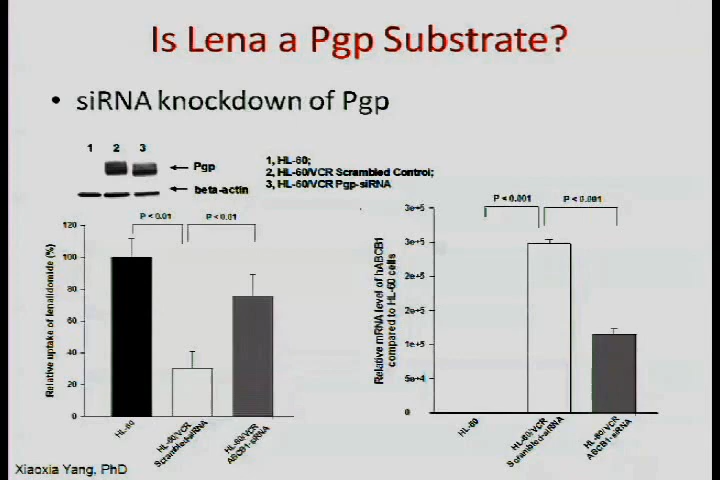 Is Lena a Pgp Substrate?
• siRNA knockdown of Pgp
1 2 3
Pgp
beta-actin
1, HL-60;
2, HL-60/VCR Scrambled Control;
3, HL-60/VCR Pgp-siRNA
P < 0.01 P < 0.01
120
100
80
60
40
20
0
Relative uptake of lenalidomide (%)
HL-60
HL-60/VCR
Scrambled-siRNA
HL-60/VCR
ABCB1-siRNA
P < 0.001 P < 0.001
3e+5
3e+5
2e+5
2e+5
1e+5
5e+4
0
Relative mRNA level of hABCB1
compared to HL-60 cells
HL-60
HL-60/VCR
Scrambled-siRNA
HL-60/VCR
ABCB1-siRNA
Xiaoxia Yang, PhD